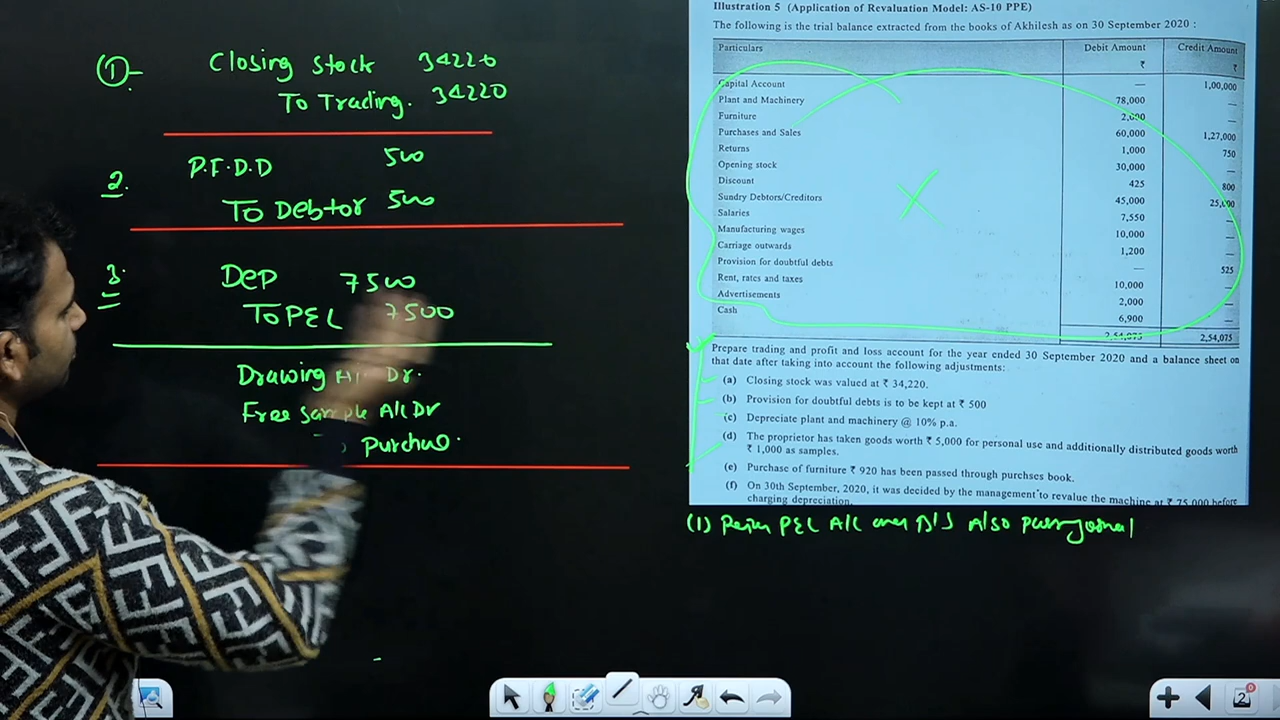 ① Closing stock 34220
To Trading. 34220
2. P.F.D.D 500
To Debtor 500
3. Dep 7500
To P&L 7500
Drawing A/c Dr.
Free Sample A/c Dr
Purchase
Illustration 5 (Application of Revaluation Model: AS-10 PPE)
The following is the trial balance extracted from the books of Akhilesh as on 30 September 2020 :
Particulars Debit Amount Credit Amount
₹ ₹
Capital Account — 1,00,000
Plant and Machinery 78,000 —
Furniture 2,000 —
Purchases and Sales 60,000 1,27,000
Returns 1,000 750
Opening stock 30,000 —
Discount 425 800
Sundry Debtors/Creditors 45,000 25,000
Salaries 7,550 —
Manufacturing wages 10,000 —
Carriage outwards 1,200 —
Provision for doubtful debts — 525
Rent, rates and taxes 10,000 —
Advertisements 2,000 —
Cash 6,900 —
2,54,075 2,54,075
Prepare trading and profit and loss account for the year ended 30 September 2020 and a balance sheet on
that date after taking into account the following adjustments:
(a) Closing stock was valued at ₹ 34,220.
(b) Provision for doubtful debts is to be kept at ₹ 500
(c) Depreciate plant and machinery @ 10% p.a.
(d) The proprietor has taken goods worth ₹ 5,000 for personal use and additionally distributed goods worth
₹ 1,000 as samples.
(e) Purchase of furniture ₹ 920 has been passed through purchses book.
(f) On 30th September, 2020, it was decided by the management to revalue the machine at ₹ 75,000 before
charging depreciation.
(1) P&L A/c and B/S Also
2